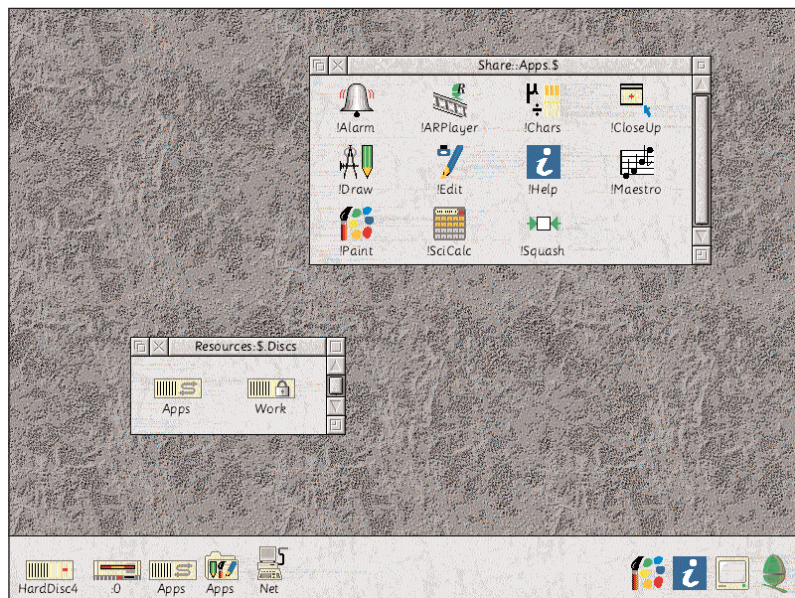 Share::Apps.$
!Alarm !ARPlayer !Chars !CloseUp
!Draw !Edit !Help !Maestro
!Paint !SciCalc !Squash
Resources:$.Discs
Apps Work
HardDisc4 :0 Apps Apps Net